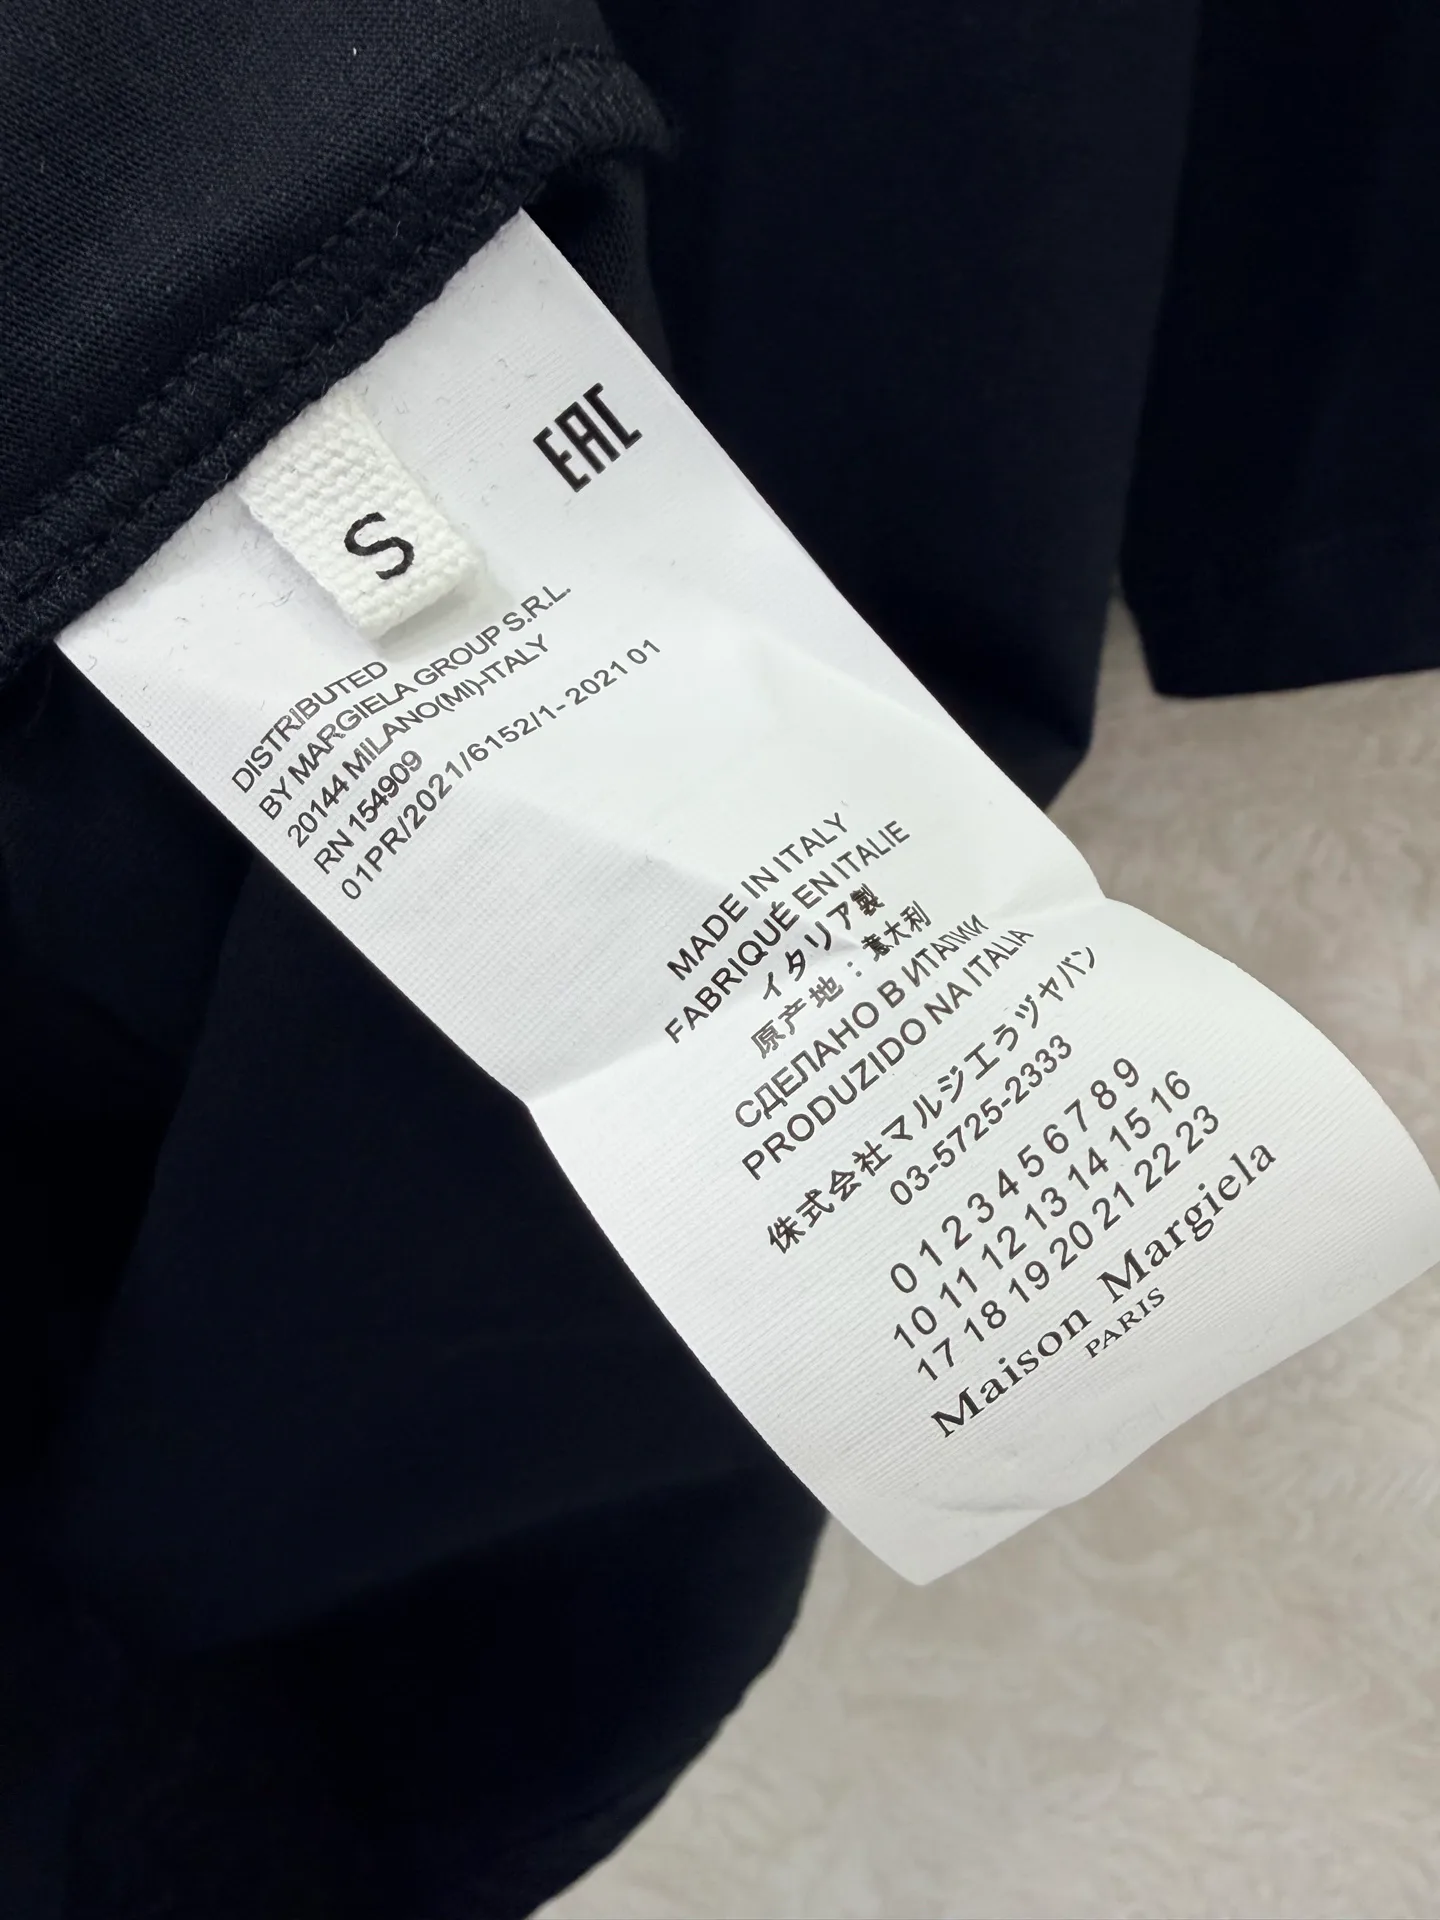 EAC
S
DISTRIBUTED
BY MARGIELA GROUP S.R.L.
20144 MILANO(MI)-ITALY
RN 154909
01PR/2021/6152/1- 2021 01
MADE IN ITALY
FABRIQUÉ EN ITALIE
イタリア製
原产地：意大利
СДЕЛАНО В ИТАЛИИ
PRODUZIDO NA ITALIA
侏式会社マルジエらヅャバン
03-5725-2333
0 1 2 3 4 5 6 7 8 9
10 11 12 13 14 15 16
17 18 19 20 21 22 23
Maison Margiela
PARIS